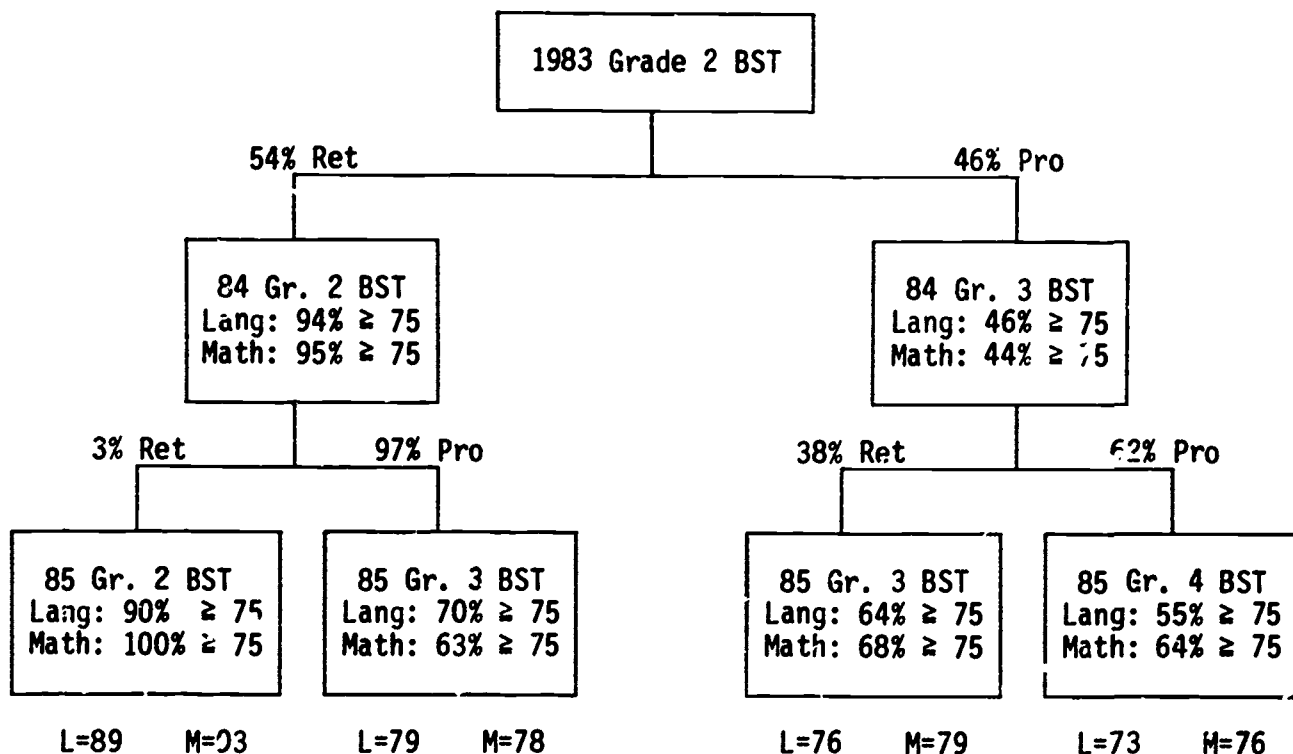 1983 Grade 2 BST
54% Ret 46% Pro
84 Gr. 2 BST
Lang: 94% ≥ 75
Math: 95% ≥ 75
84 Gr. 3 BST
Lang: 46% ≥ 75
Math: 44% ≥ 75
3% Ret 97% Pro
38% Ret 62% Pro
85 Gr. 2 BST
Lang: 90% ≥ 75
Math: 100% ≥ 75
85 Gr. 3 BST
Lang: 70% ≥ 75
Math: 63% ≥ 75
85 Gr. 3 BST
Lang: 64% ≥ 75
Math: 68% ≥ 75
85 Gr. 4 BST
Lang: 55% ≥ 75
Math: 64% ≥ 75
L=89 L=79 M=78 L=76 M=79 L=73 M=76